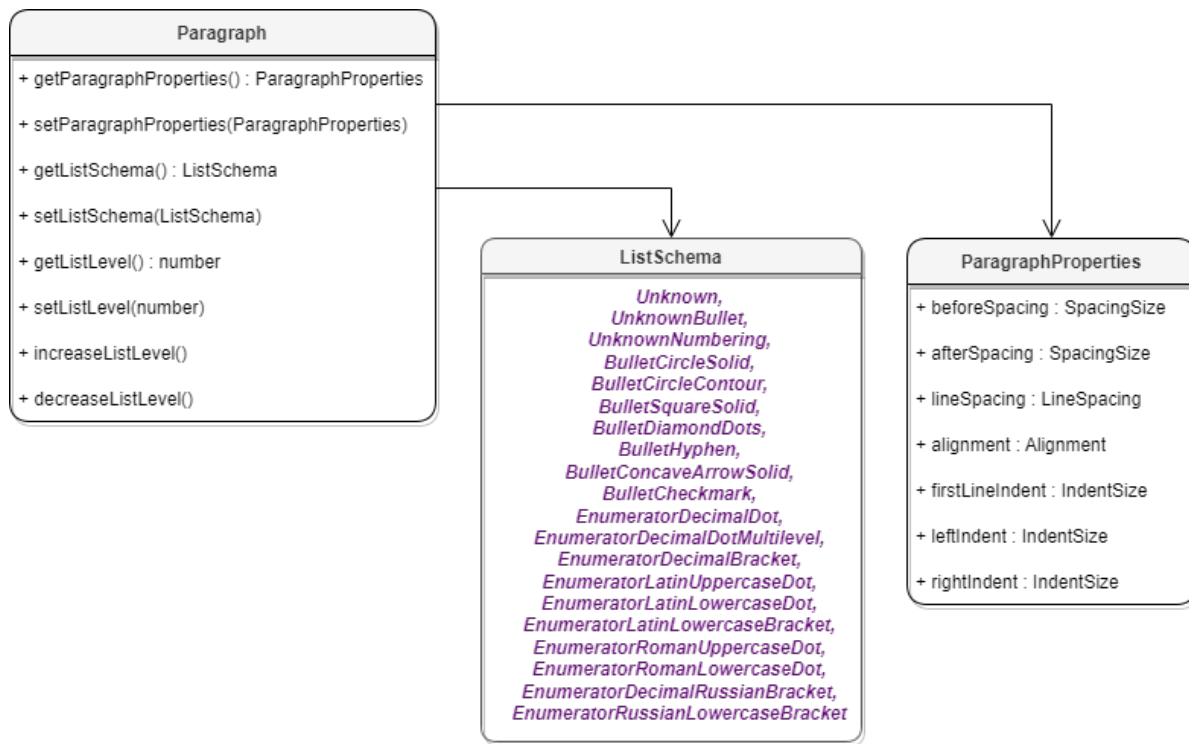 Paragraph
+ getParagraphProperties() : ParagraphProperties
+ setParagraphProperties(ParagraphProperties)
+ getListSchema() : ListSchema
+ setListSchema(ListSchema)
+ getListLevel() : number
+ setListLevel(number)
+ increaseListLevel()
+ decreaseListLevel()
ListSchema
Unknown,
UnknownBullet,
UnknownNumbering,
BulletCircleSolid,
BulletCircleContour,
BulletSquareSolid,
BulletDiamondDots,
BulletHyphen,
BulletConcaveArrowSolid,
BulletCheckmark,
EnumeratorDecimalDot,
EnumeratorDecimalDotMultilevel,
EnumeratorDecimalBracket,
EnumeratorLatinUppercaseDot,
EnumeratorLatinLowercaseDot,
EnumeratorLatinLowercaseBracket,
EnumeratorRomanUppercaseDot,
EnumeratorRomanLowercaseDot,
EnumeratorDecimalRussianBracket,
EnumeratorRussianLowercaseBracket
ParagraphProperties
+ beforeSpacing : SpacingSize
+ afterSpacing : SpacingSize
+ lineSpacing : LineSpacing
+ alignment : Alignment
+ firstLineIndent : IndentSize
+ leftIndent : IndentSize
+ rightIndent : IndentSize